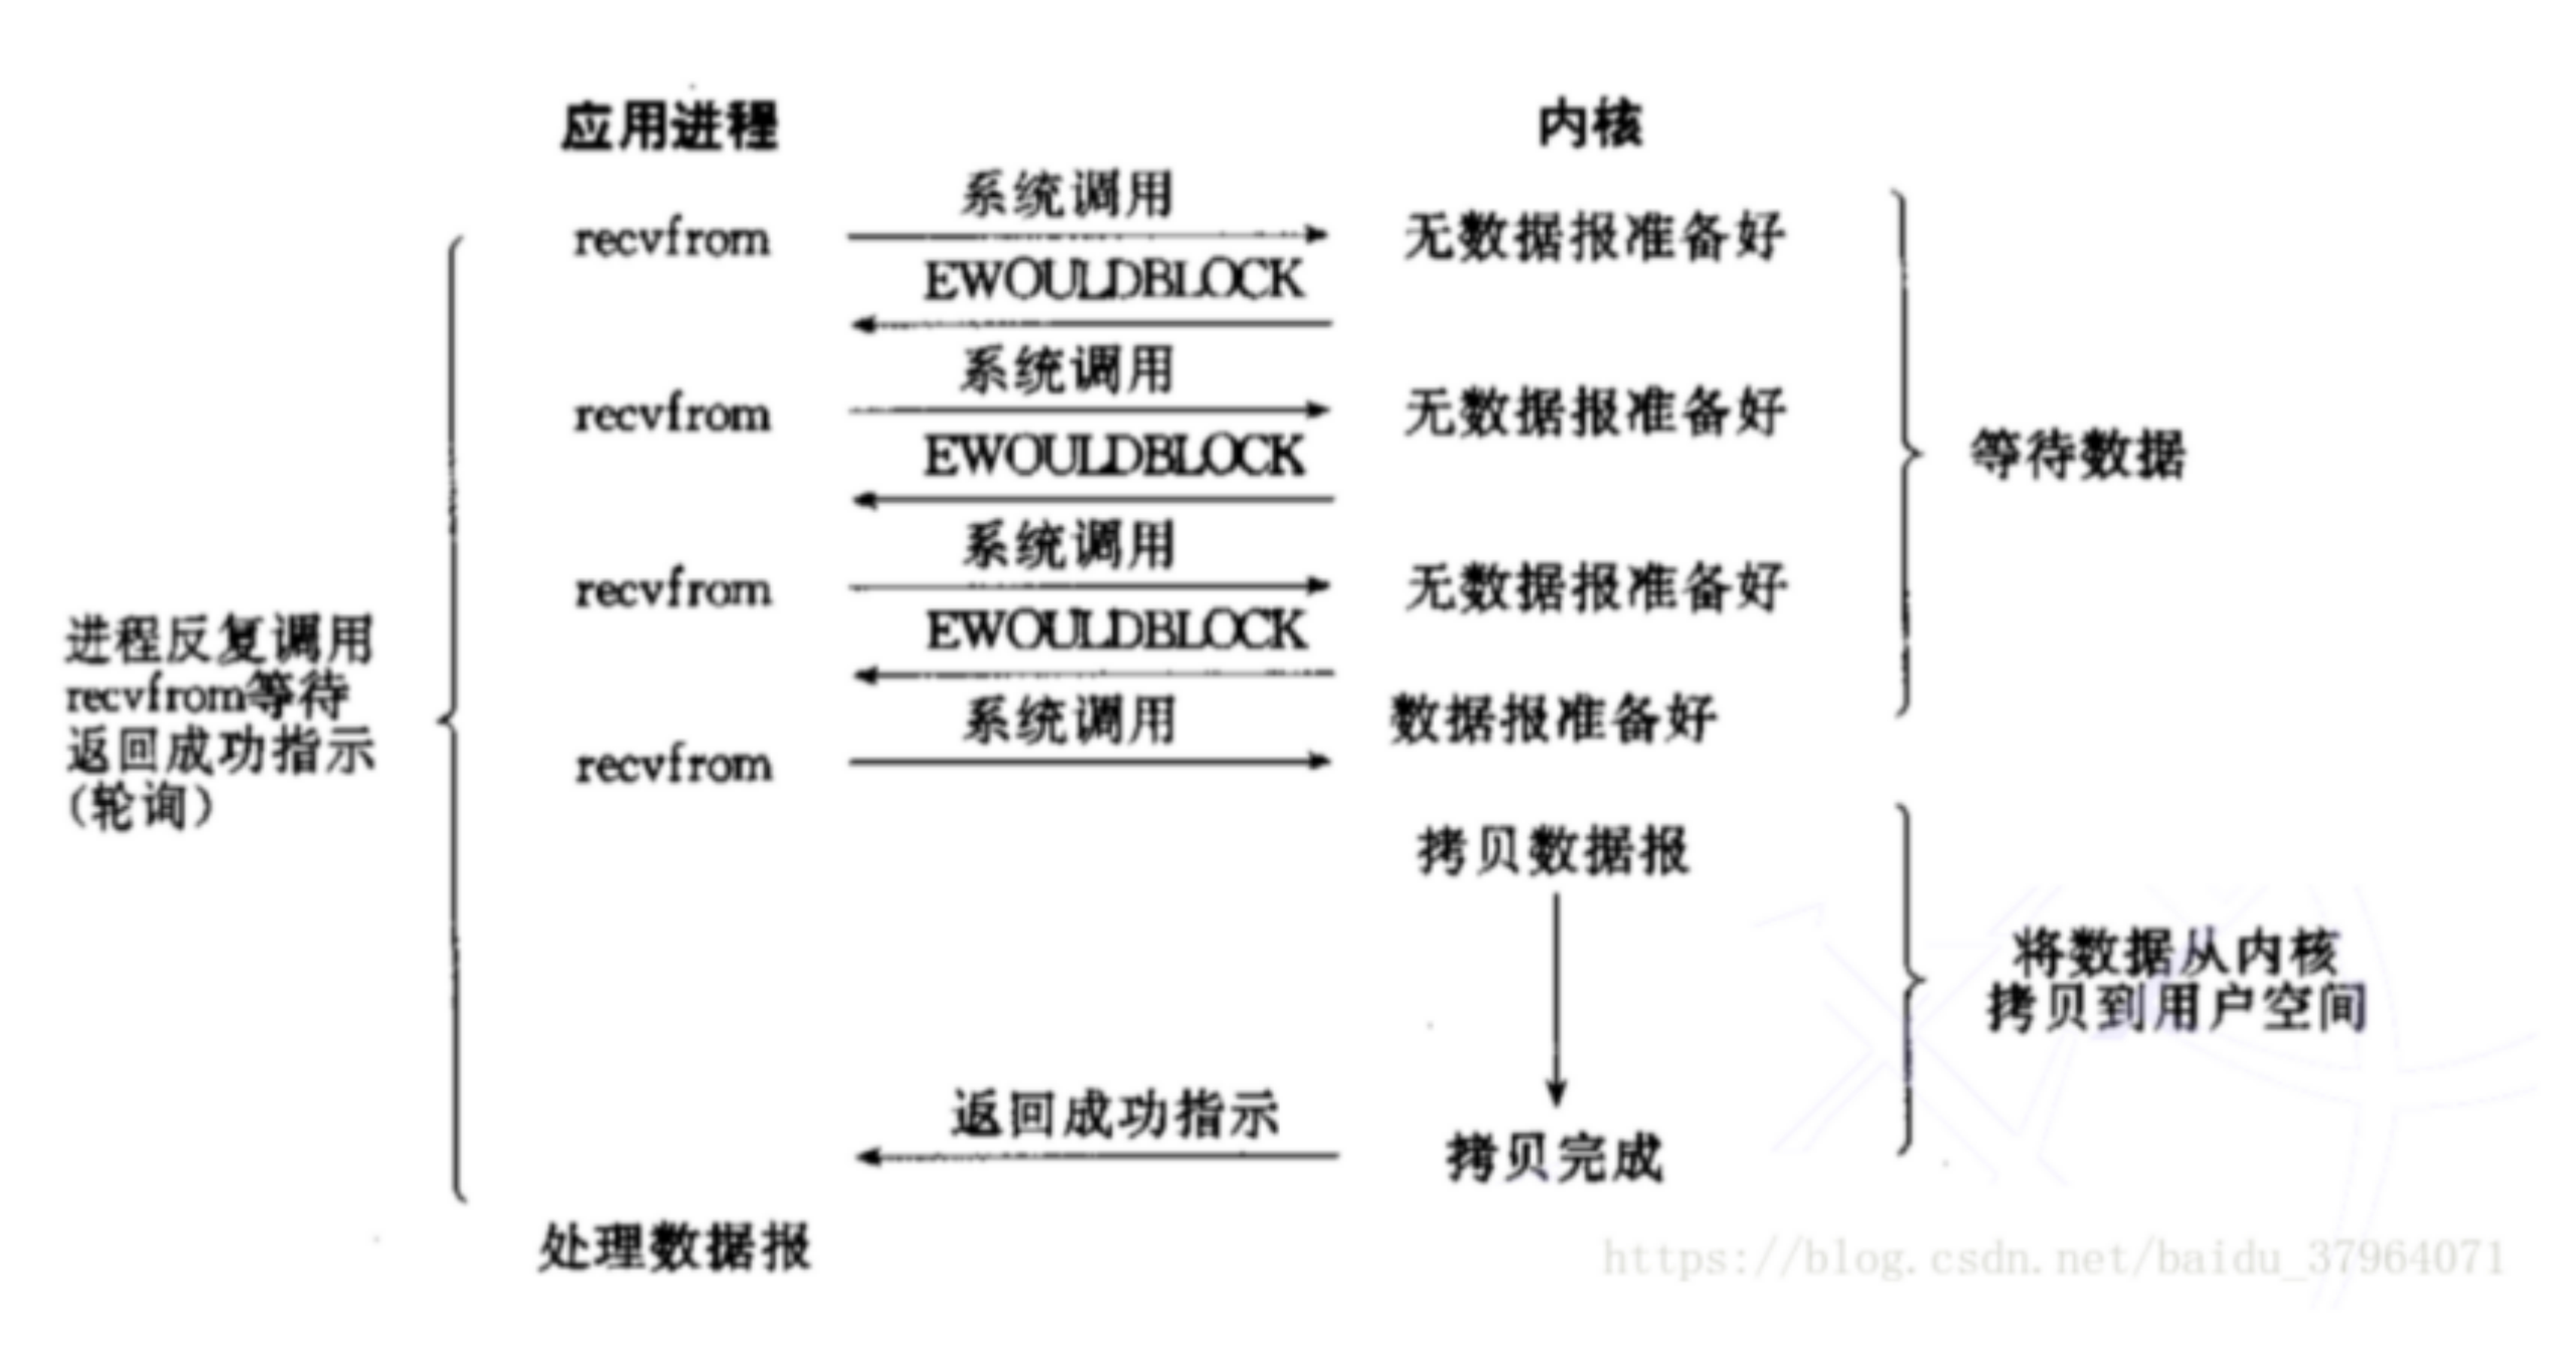 应用进程
内核
系统调用
recvfrom
无数据报准备好
EWOULDBLOCK
系统调用
recvfrom
无数据报准备好
EWOULDBLOCK
等待数据
系统调用
recvfrom
无数据报准备好
EWOULDBLOCK
进程反复调用
recvfrom等待
返回成功指示
(轮询)
系统调用
recvfrom
数据报准备好
拷贝数据报
将数据从内核
拷贝到用户空间
返回成功指示
拷贝完成
处理数据报
https://blog.csdn.net/baidu_37964071